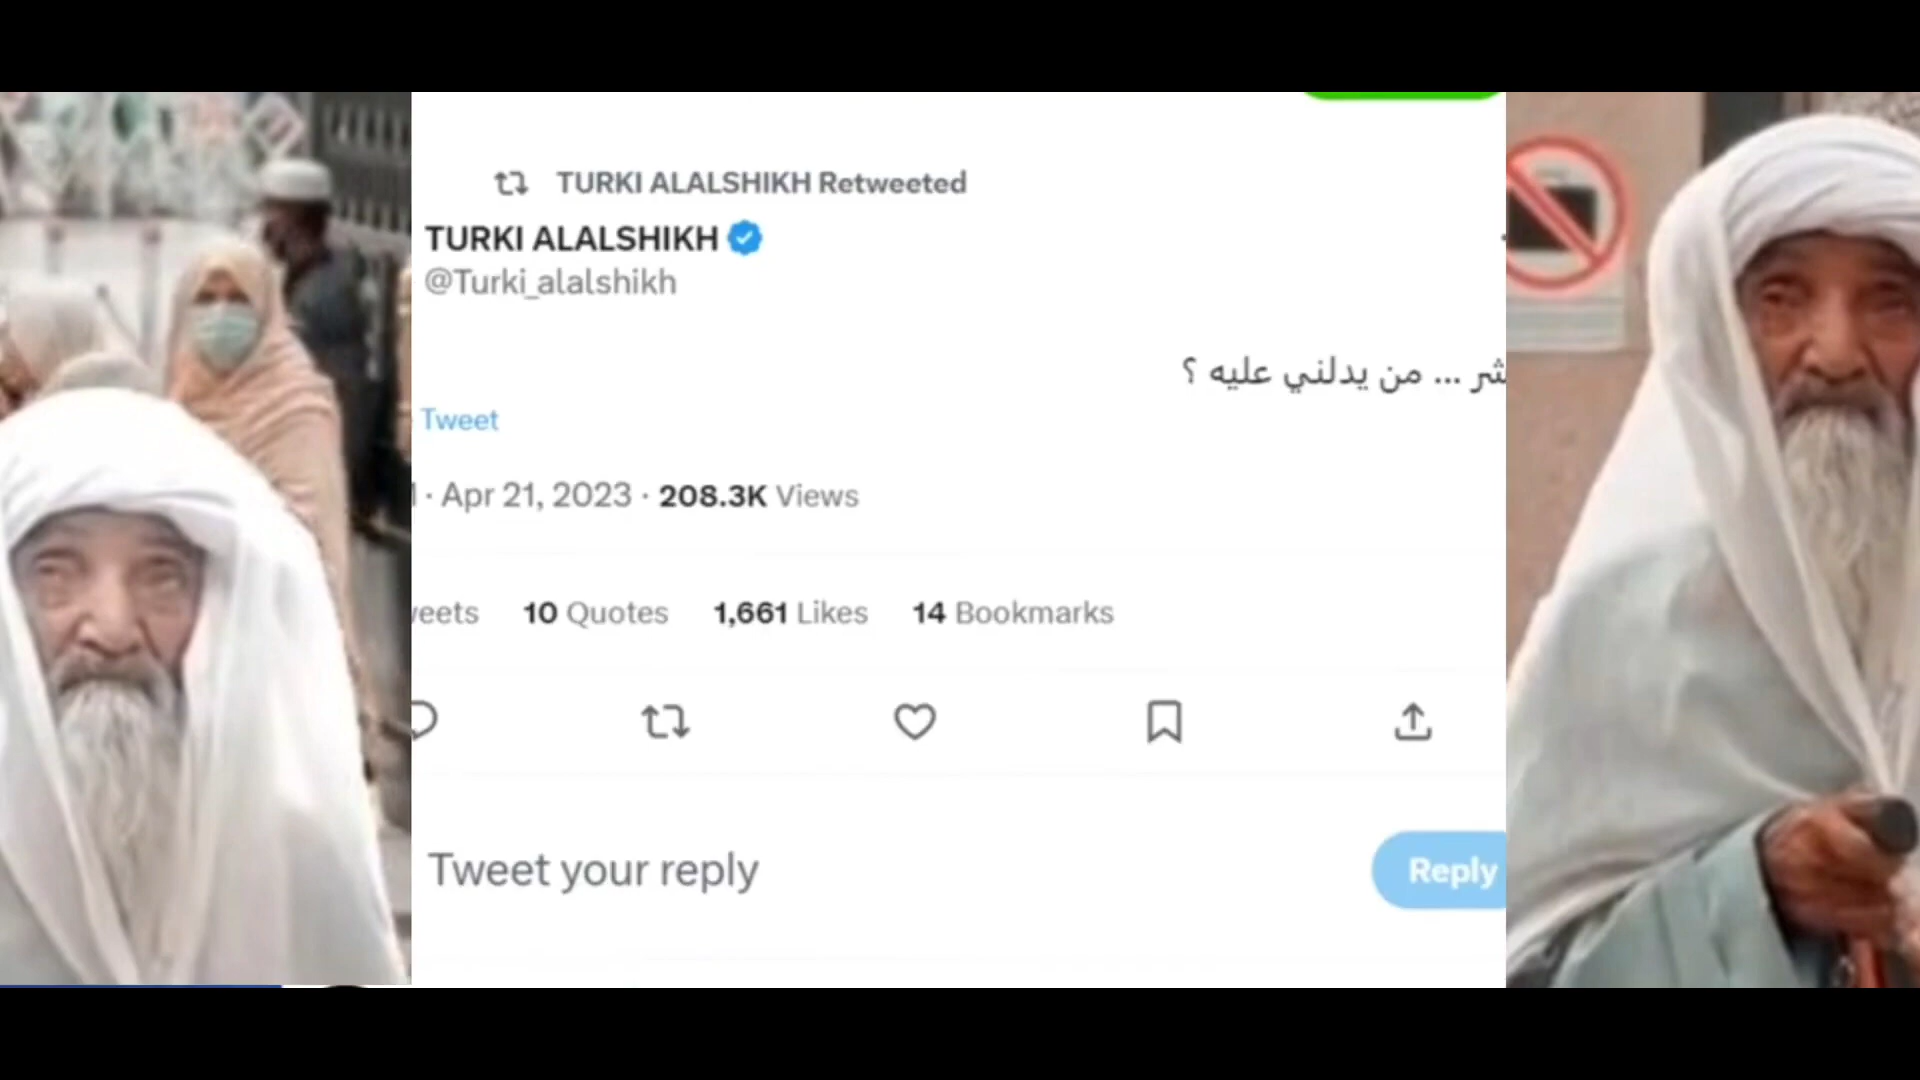 TURKI ALALSHIKH Retweeted
TURKI ALALSHIKH
@Turki_alalshikh
... من يدلني عليه ؟
Tweet
· Apr 21, 2023 · 208.3K Views
10 Quotes 1,661 Likes 14 Bookmarks
Tweet your reply
Reply